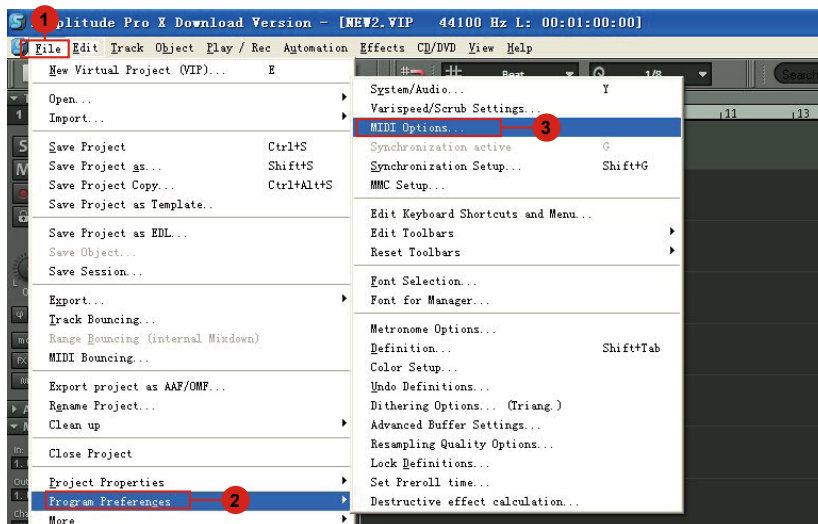 plitude Pro X Download Version - [NEW2.VIP 44100 Hz L: 00:01:00:00]
1
File Edit Track Object Play / Rec Automation Effects CD/DVD View Help
New Virtual Project (VIP)... E
Open...
Import...
Save Project Ctrl+S
Save Project as... Shift+S
Save Project Copy... Ctrl+Alt+S
Save Project as Template..
Save Project as EDL...
Save Object...
Save Session...
Export...
Track Bouncing...
Range Bouncing (internal Mixdown)
MIDI Bouncing...
Export project as AAF/OMF...
Rename Project...
Clean up
Close Project
Project Properties
Program Preferences
2
More
System/Audio... Y
Varispeed/Scrub Settings...
MIDI Options...
3
Synchronization active G
Synchronization Setup... Shift+G
MMC Setup...
Edit Keyboard Shortcuts and Menu...
Edit Toolbars
Reset Toolbars
Font Selection...
Font for Manager...
Metronome Options...
Definition... Shift+Tab
Color Setup...
Undo Definitions...
Dithering Options... (Triang.)
Advanced Buffer Settings...
Resampling Quality Options...
Lock Definitions...
Set Preroll time...
Destructive effect calculation...
Search
11 13